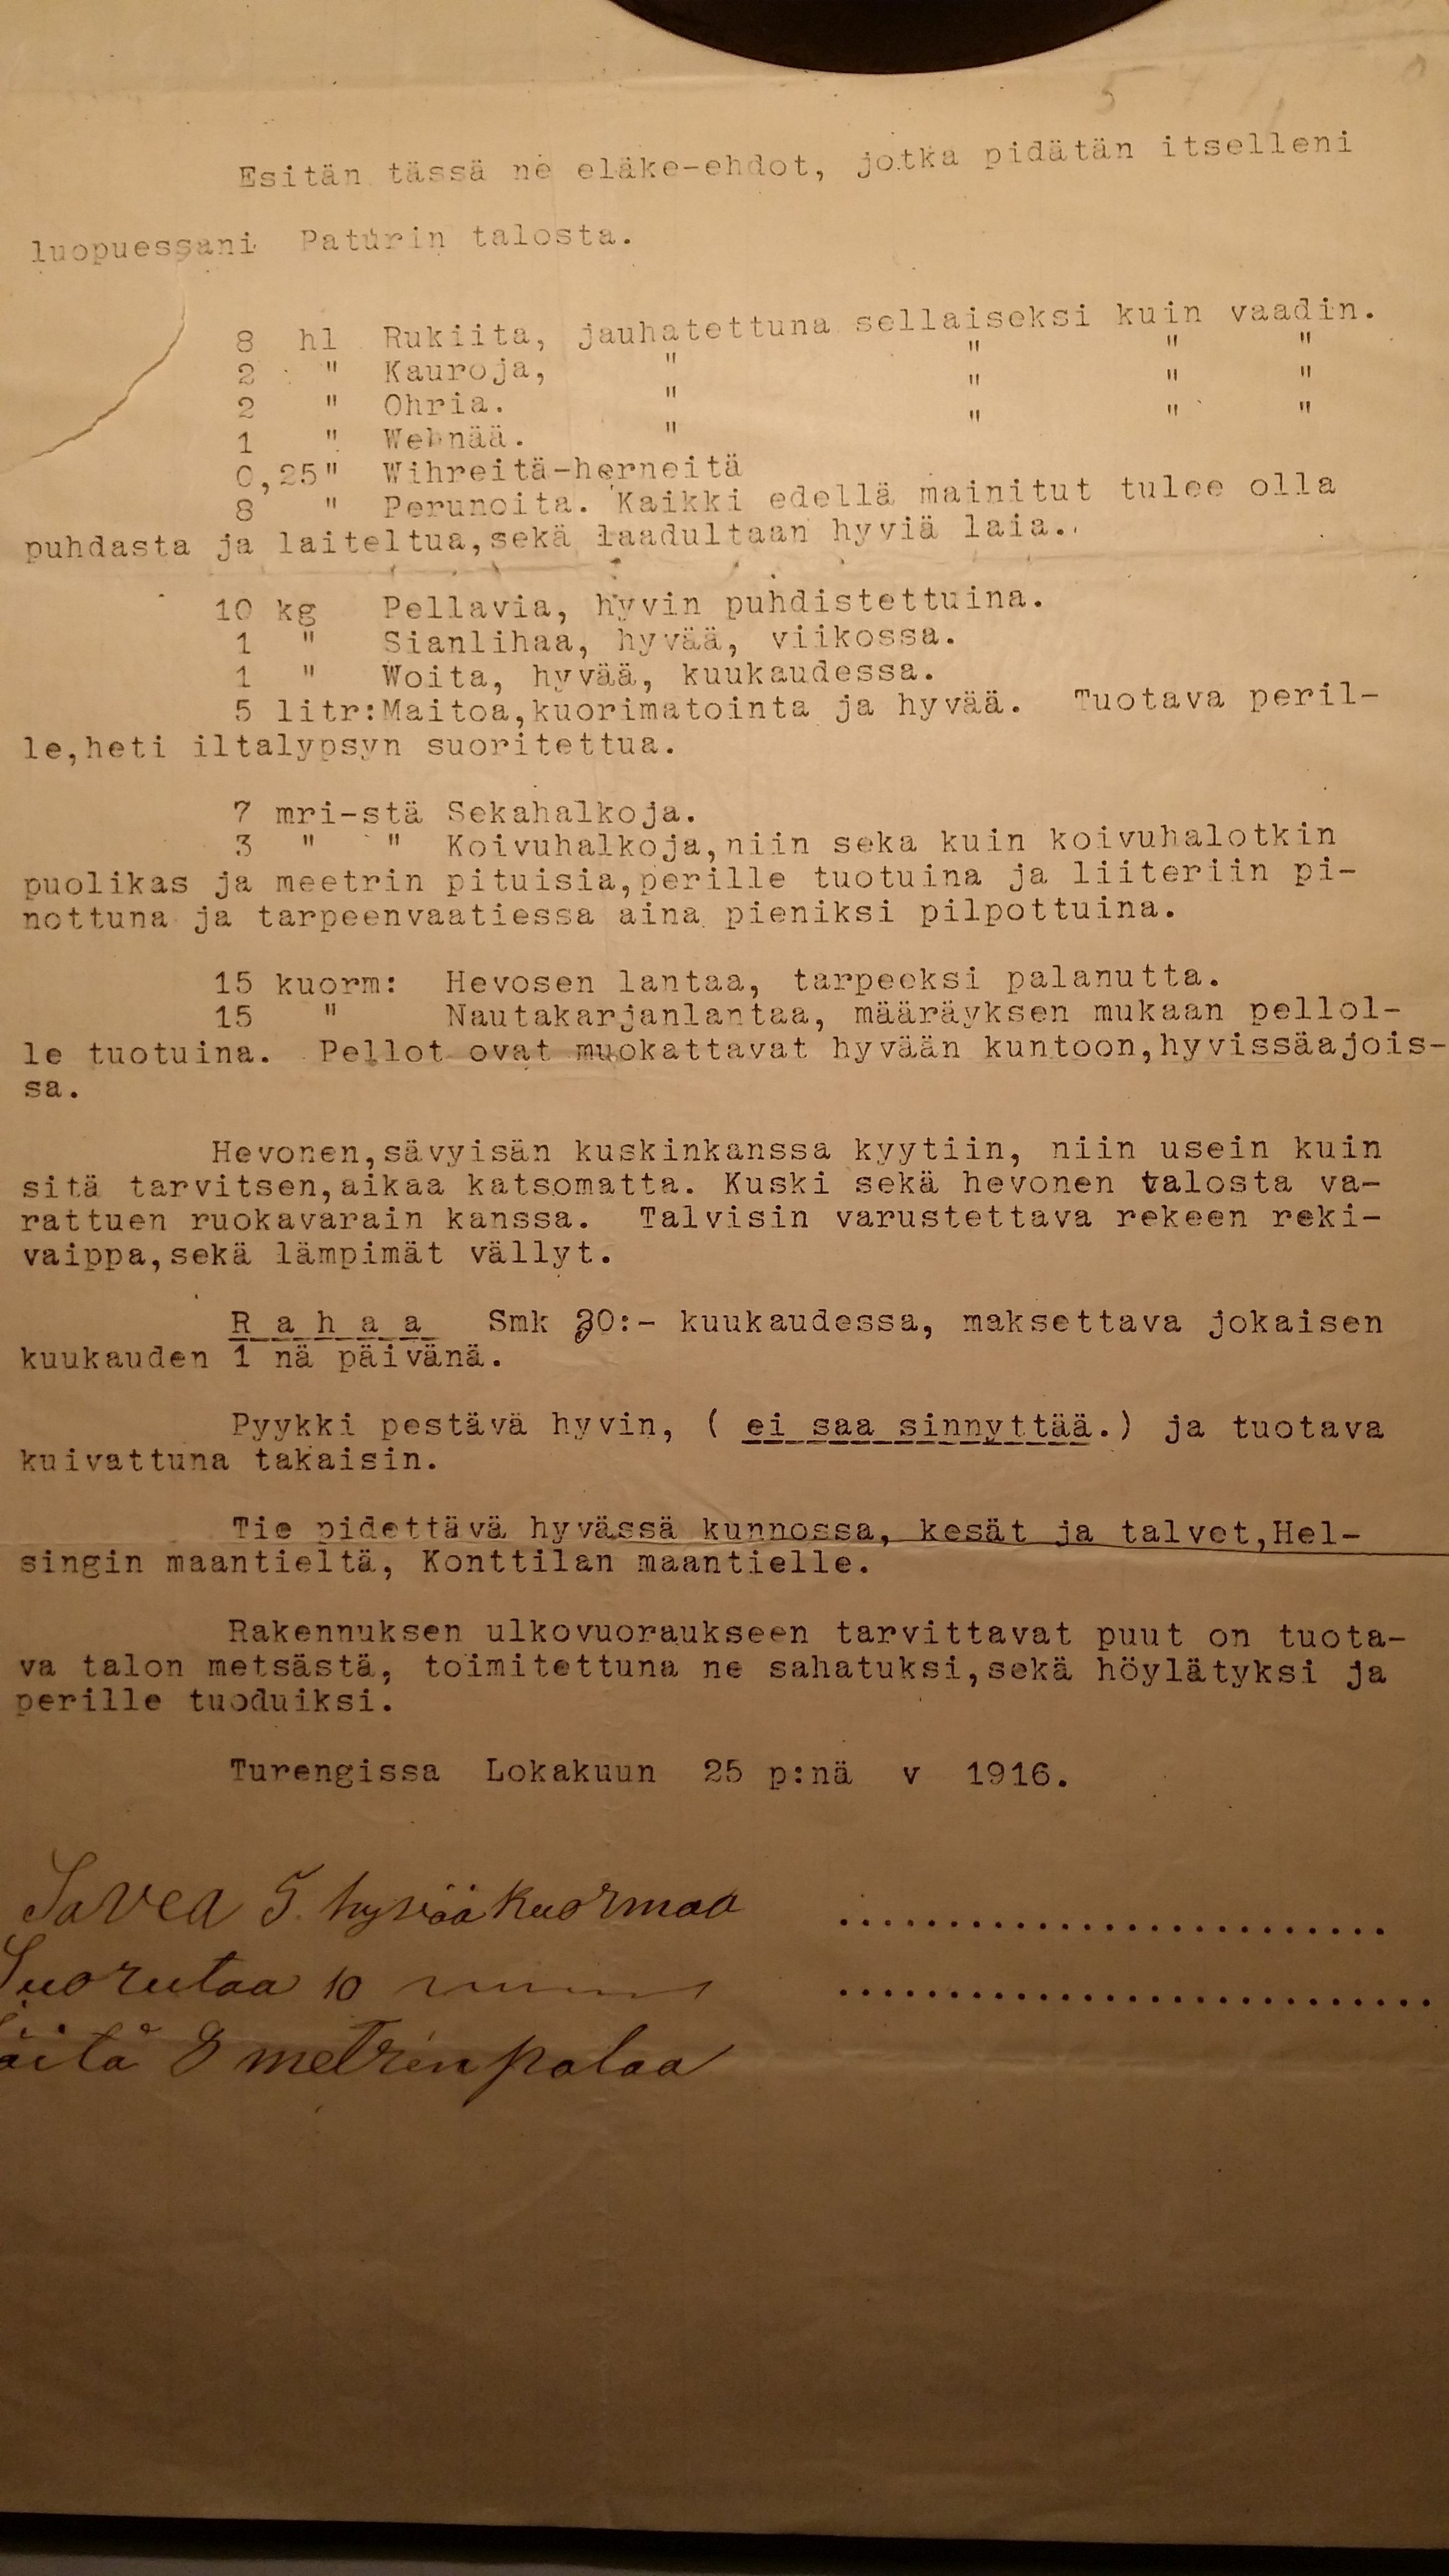 Esitän tässä ne eläke-ehdot, jotka pidätän itselleni
luopuessani Paturin talosta.
8 hl Rukiita, jauhatettuna sellaiseksi kuin vaadin.
2 " Kauroja, " " " "
2 " Ohria. " " " "
1 " Wehnää. " " " "
0,25" Wihreitä-herneitä
8 " Perunoita. Kaikki edellä mainitut tulee olla
puhdasta ja laiteltua,sekä laadultaan hyviä laia.
10 kg Pellavia, hyvin puhdistettuina.
1 " Sianlihaa, hyvää, viikossa.
1 " Woita, hyvää, kuukaudessa.
5 litr:Maitoa,kuorimatointa ja hyvää. Tuotava peril-
le,heti iltalypsyn suoritettua.
7 mri-stä Sekahalkoja.
3 " " Koivuhalkoja,niin seka kuin koivuhalotkin
puolikas ja meetrin pituisia,perille tuotuina ja liiteriin pi-
nottuna ja tarpeenvaatiessa aina pieniksi pilpottuina.
15 kuorm: Hevosen lantaa, tarpeeksi palanutta.
15 " Nautakarjanlantaa, määräyksen mukaan pellol-
le tuotuina. Pellot ovat muokattavat hyvään kuntoon,hyvissäajois-
sa.
Hevonen,sävyisän kuskinkanssa kyytiin, niin usein kuin
sitä tarvitsen,aikaa katsomatta. Kuski sekä hevonen talosta va-
rattuen ruokavarain kanssa. Talvisin varustettava rekeen reki-
vaippa,sekä lämpimät vällyt.
R a h a a Smk 30:- kuukaudessa, maksettava jokaisen
kuukauden 1 nä päivänä.
Pyykki pestävä hyvin, ( ei saa sinnyttää.) ja tuotava
kuivattuna takaisin.
Tie pidettävä hyvässä kunnossa, kesät ja talvet,Hel-
singin maantieltä, Konttilan maantielle.
Rakennuksen ulkovuoraukseen tarvittavat puut on tuota-
va talon metsästä, toimitettuna ne sahatuksi,sekä höylätyksi ja
perille tuoduiksi.
Turengissa Lokakuun 25 p:nä v 1916.
Savea 5. hyvää kuormaa
Suorutaa 10
8 metrin palaa